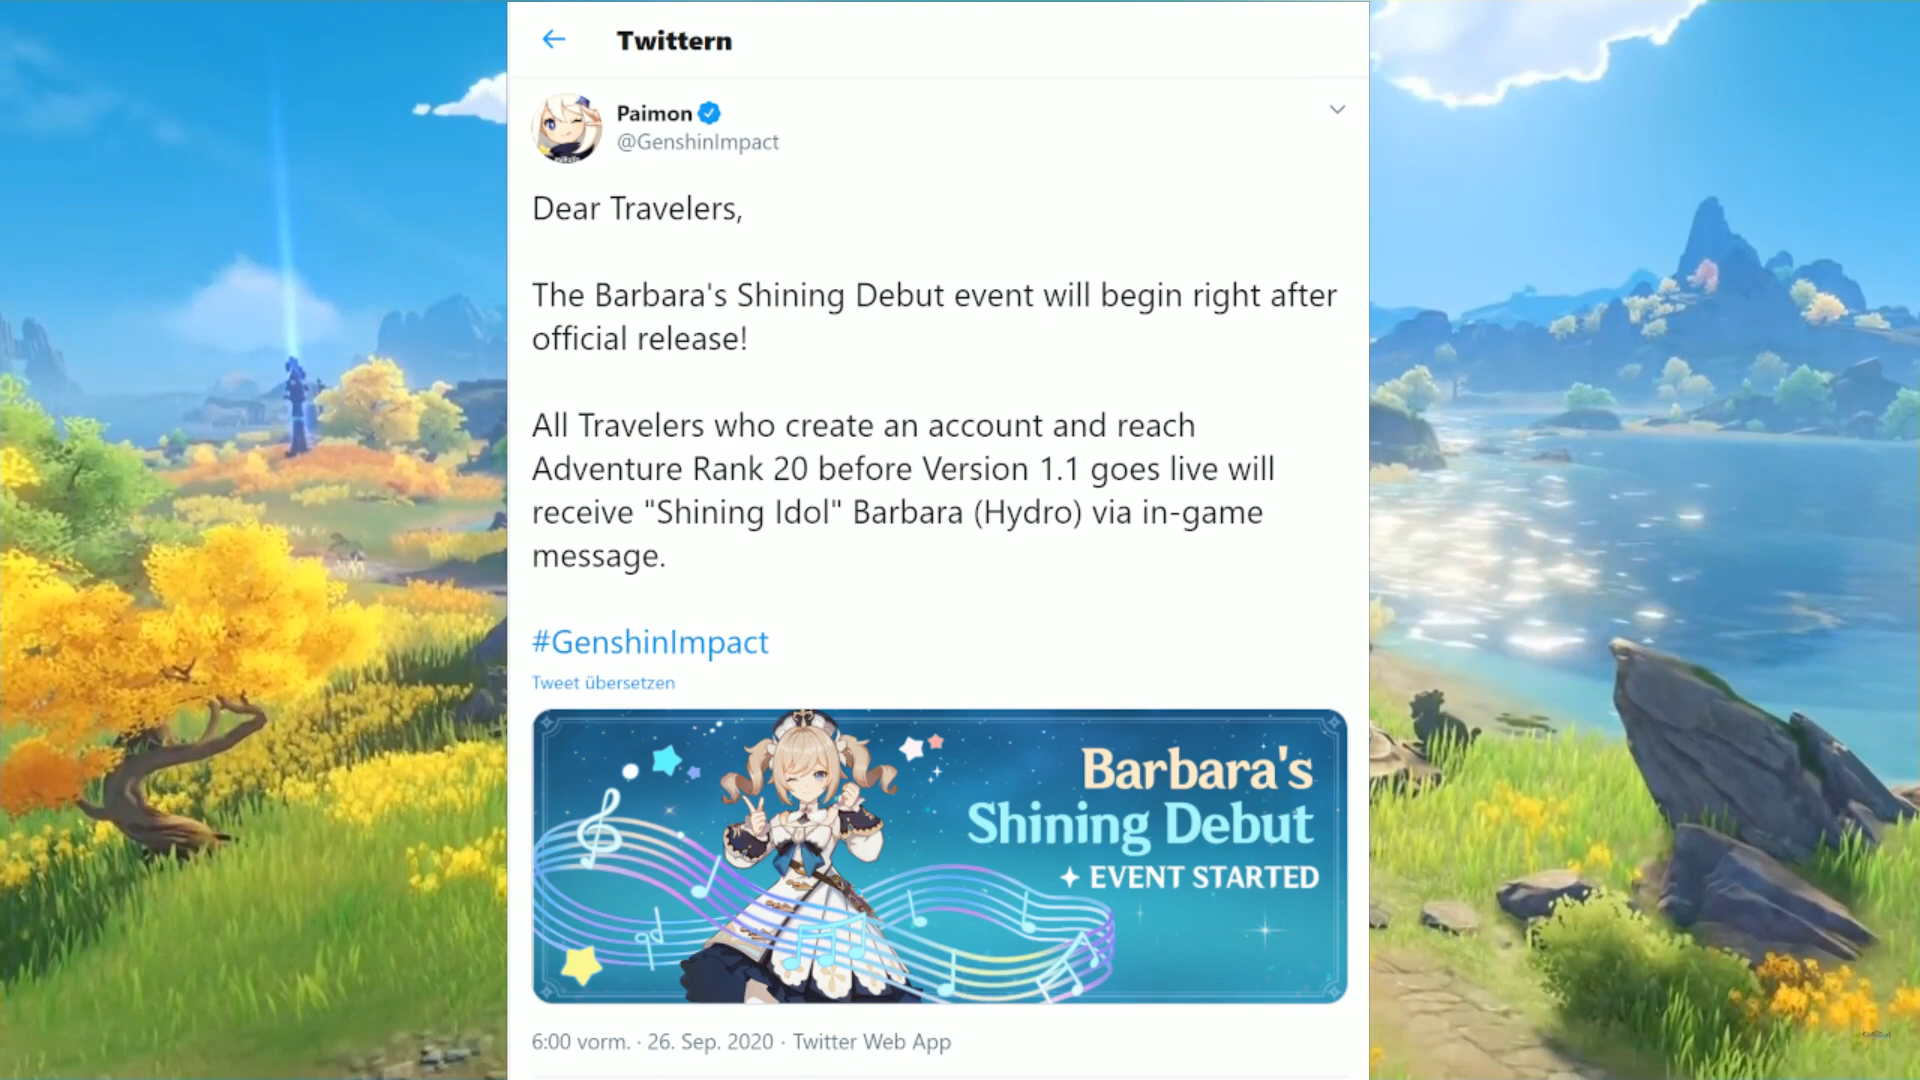 Twittern
Paimon
@GenshinImpact
Dear Travelers,
The Barbara's Shining Debut event will begin right after
official release!
All Travelers who create an account and reach
Adventure Rank 20 before Version 1.1 goes live will
receive "Shining Idol" Barbara (Hydro) via in-game
message.
#GenshinImpact
Tweet übersetzen
Barbara's
Shining Debut
EVENT STARTED
6:00 vorm. · 26. Sep. 2020 · Twitter Web App